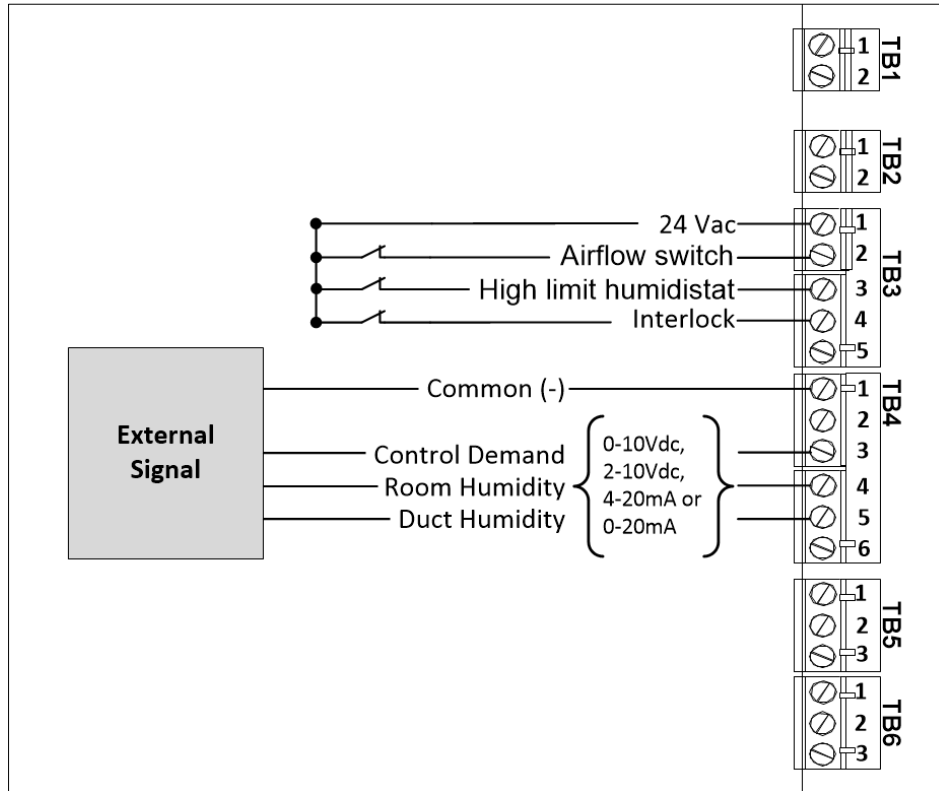 1
2
TB1
1
2
TB2
24 Vac
1
Airflow switch
2
High limit humidistat
3
Interlock
4
5
TB3
External
Signal
Common (-)
1
2
Control Demand
3
Room Humidity
4
Duct Humidity
5
6
TB4
0-10Vdc,
2-10Vdc,
4-20mA or
0-20mA
1
2
3
TB5
1
2
3
TB6